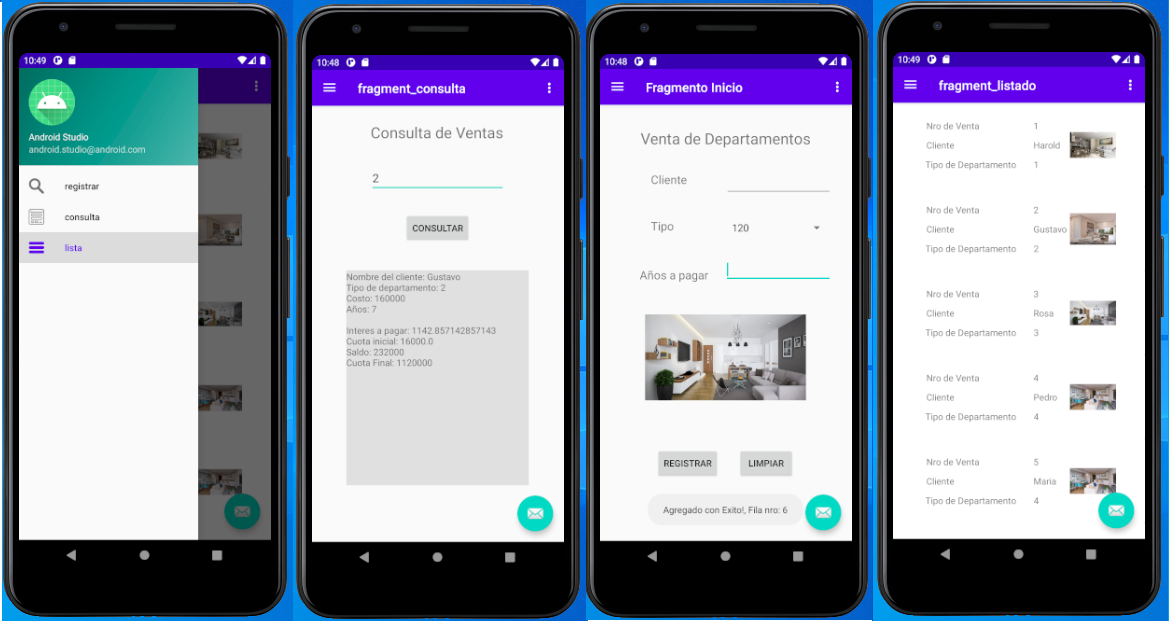 10:49
Android Studio
android.studio@android.com
registrar
consulta
lista
10:48
fragment_consulta
Consulta de Ventas
2
CONSULTAR
Nombre del cliente: Gustavo
Tipo de departamento: 2
Costo: 160000
Años: 7
Interes a pagar: 1142.857142857143
Cuota inicial: 16000.0
Saldo: 232000
Cuota Final: 1120000
10:48
Fragmento Inicio
Venta de Departamentos
Cliente
Tipo 120
Años a pagar
REGISTRAR LIMPIAR
Agregado con Exito!, Fila nro: 6
10:49
fragment_listado
Nro de Venta 1
Cliente Harold
Tipo de Departamento 1
Nro de Venta 2
Cliente Gustavo
Tipo de Departamento 2
Nro de Venta 3
Cliente Rosa
Tipo de Departamento 3
Nro de Venta 4
Cliente Pedro
Tipo de Departamento 4
Nro de Venta 5
Cliente Maria
Tipo de Departamento 4